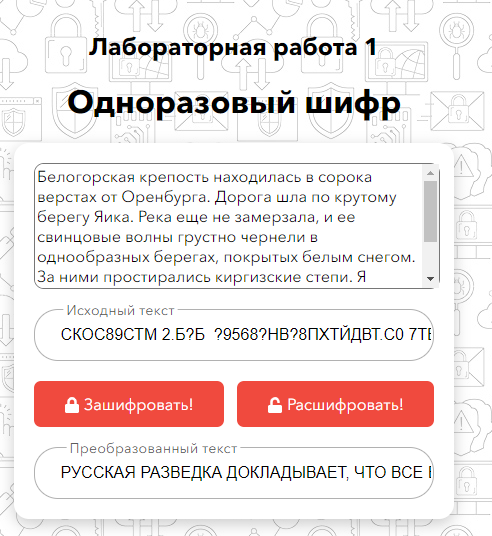 Лабораторная работа 1
Одноразовый шифр
Белогорская крепость находилась в сорока
верстах от Оренбурга. Дорога шла по крутому
берегу Яика. Река еще не замерзала, и ее
свинцовые волны грустно чернели в
однообразных берегах, покрытых белым снегом.
За ними простирались киргизские степи. Я
Исходный текст
СКОС89СТМ 2.Б?Б  ?9568?НВ?8ПХТЙДВТ.С0 7ТЕ
Зашифровать! Расшифровать!
Преобразованный текст
РУССКАЯ РАЗВЕДКА ДОКЛАДЫВАЕТ, ЧТО ВСЕ